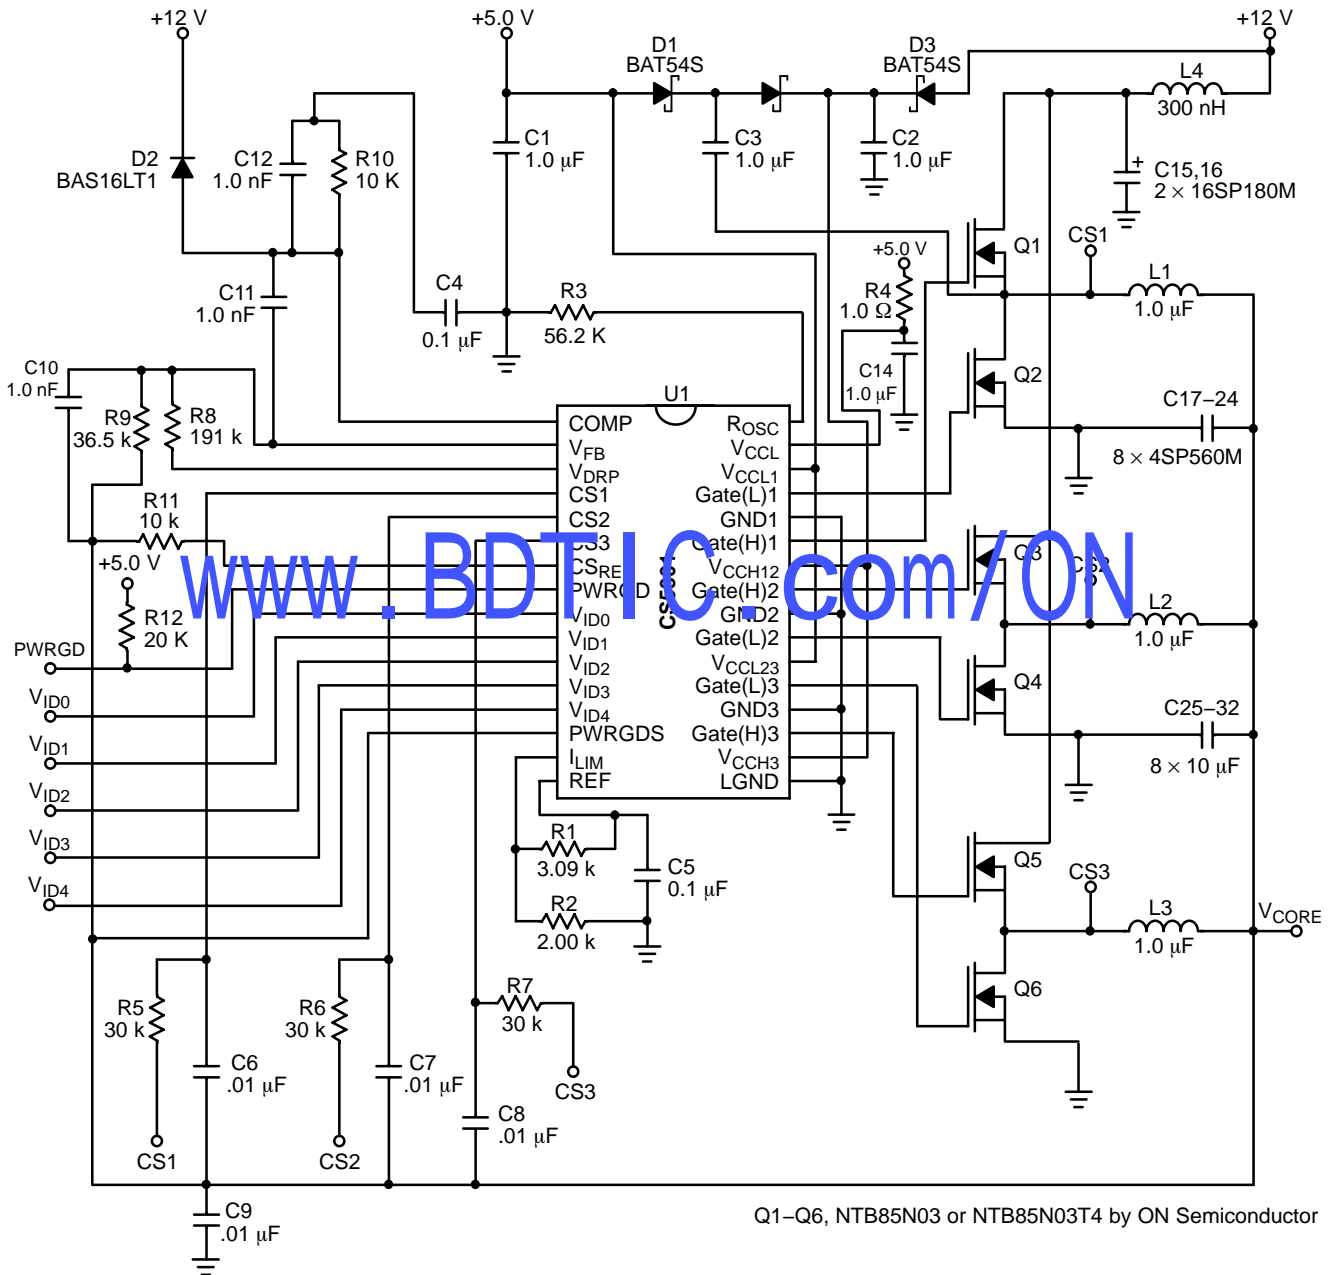 +12 V
+5.0 V
+12 V
D1
BAT54S
D3
BAT54S
L4
300 nH
D2
BAS16LT1
C12
1.0 nF
R10
10 K
C1
1.0 μF
C3
1.0 μF
C2
1.0 μF
C15,16
2 × 16SP180M
+
C11
1.0 nF
C4
0.1 μF
R3
56.2 K
+5.0 V
R4
1.0 Ω
C14
1.0 μF
Q1
CS1
L1
1.0 μF
C10
1.0 nF
R9
36.5 k
R8
191 k
U1
Q2
C17–24
8 × 4SP560M
COMP
VFB
VDRP
CS1
CS2
CS3
PWRGD
VID0
VID1
VID2
VID3
VID4
PWRGDS
ILIM
REF
ROSC
VCCL
VCCL1
Gate(L)1
GND1
Gate(H)1
VCCH12
Gate(H)2
GND2
Gate(L)2
VCCL23
Gate(L)3
GND3
Gate(H)3
VCCH3
LGND
R11
10 k
+5.0 V
R12
20 K
www.BDTIC.com/ON
Q3
CS2
L2
1.0 μF
PWRGD
VID0
VID1
VID2
VID3
VID4
Q4
C25–32
8 × 10 μF
R1
3.09 k
R2
2.00 k
C5
0.1 μF
Q5
CS3
L3
1.0 μF
VCORE
Q6
R5
30 k
R6
30 k
R7
30 k
C6
.01 μF
C7
.01 μF
C8
.01 μF
CS3
CS1
CS2
C9
.01 μF
Q1–Q6, NTB85N03 or NTB85N03T4 by ON Semiconductor